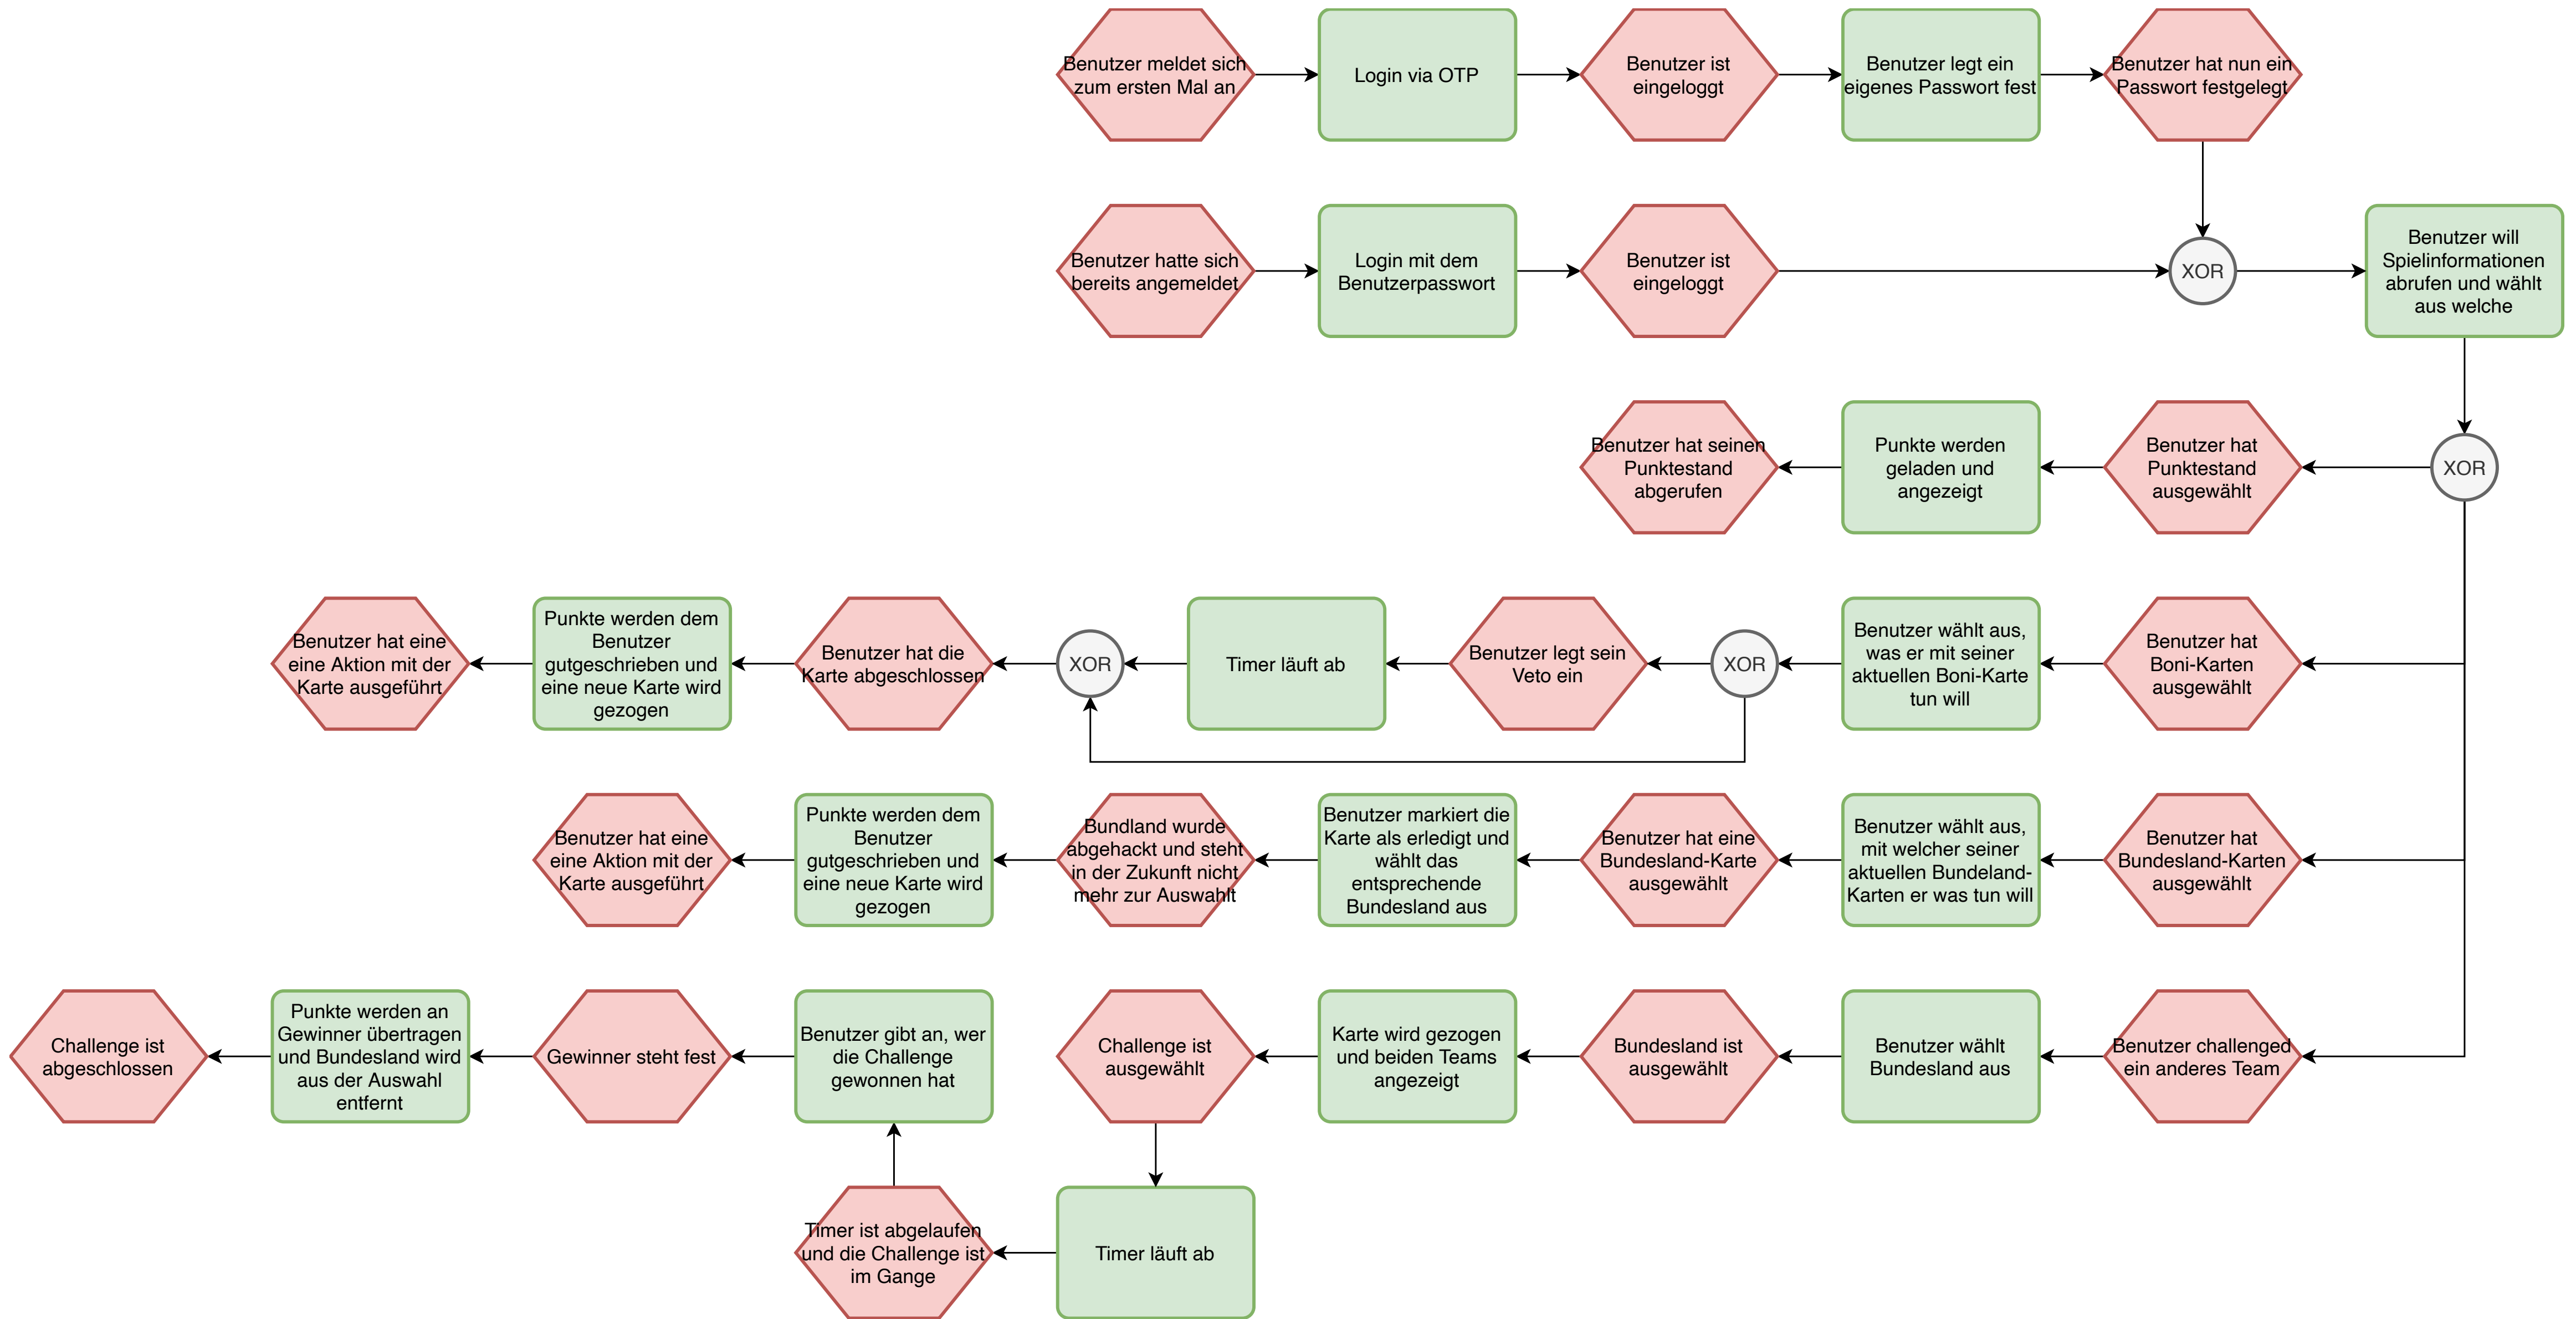 Benutzer meldet sich
zum ersten Mal an
Login via OTP
Benutzer ist
eingeloggt
Benutzer legt ein
eigenes Passwort fest
Benutzer hat nun ein
Passwort festgelegt
Benutzer hatte sich
bereits angemeldet
Login mit dem
Benutzerpasswort
Benutzer ist
eingeloggt
XOR
Benutzer will
Spielinformationen
abrufen und wählt
aus welche
Benutzer hat seinen
Punktestand
abgerufen
Punkte werden
geladen und
angezeigt
Benutzer hat
Punktestand
ausgewählt
XOR
Benutzer hat eine
eine Aktion mit der
Karte ausgeführt
Punkte werden dem
Benutzer
gutgeschrieben und
eine neue Karte wird
gezogen
Benutzer hat die
Karte abgeschlossen
XOR
Timer läuft ab
Benutzer legt sein
Veto ein
XOR
Benutzer wählt aus,
was er mit seiner
aktuellen Boni-Karte
tun will
Benutzer hat
Boni-Karten
ausgewählt
Benutzer hat eine
eine Aktion mit der
Karte ausgeführt
Punkte werden dem
Benutzer
gutgeschrieben und
eine neue Karte wird
gezogen
Bundland wurde
abgehackt und steht
in der Zukunft nicht
mehr zur Auswahlt
Benutzer markiert die
Karte als erledigt und
wählt das
entsprechende
Bundesland aus
Benutzer hat eine
Bundesland-Karte
ausgewählt
Benutzer wählt aus,
mit welcher seiner
aktuellen Bundeland-
Karten er was tun will
Benutzer hat
Bundesland-Karten
ausgewählt
Challenge ist
abgeschlossen
Punkte werden an
Gewinner übertragen
und Bundesland wird
aus der Auswahl
entfernt
Gewinner steht fest
Benutzer gibt an, wer
die Challenge
gewonnen hat
Challenge ist
ausgewählt
Karte wird gezogen
und beiden Teams
angezeigt
Bundesland ist
ausgewählt
Benutzer wählt
Bundesland aus
Benutzer challenged
ein anderes Team
Timer ist abgelaufen
und die Challenge ist
im Gange
Timer läuft ab